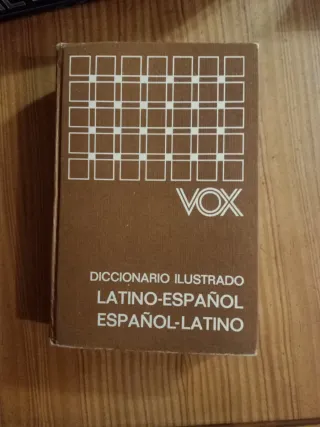 VOX
DICCIONARIO ILUSTRADO
LATINO-ESPAÑOL
ESPAÑOL-LATINO